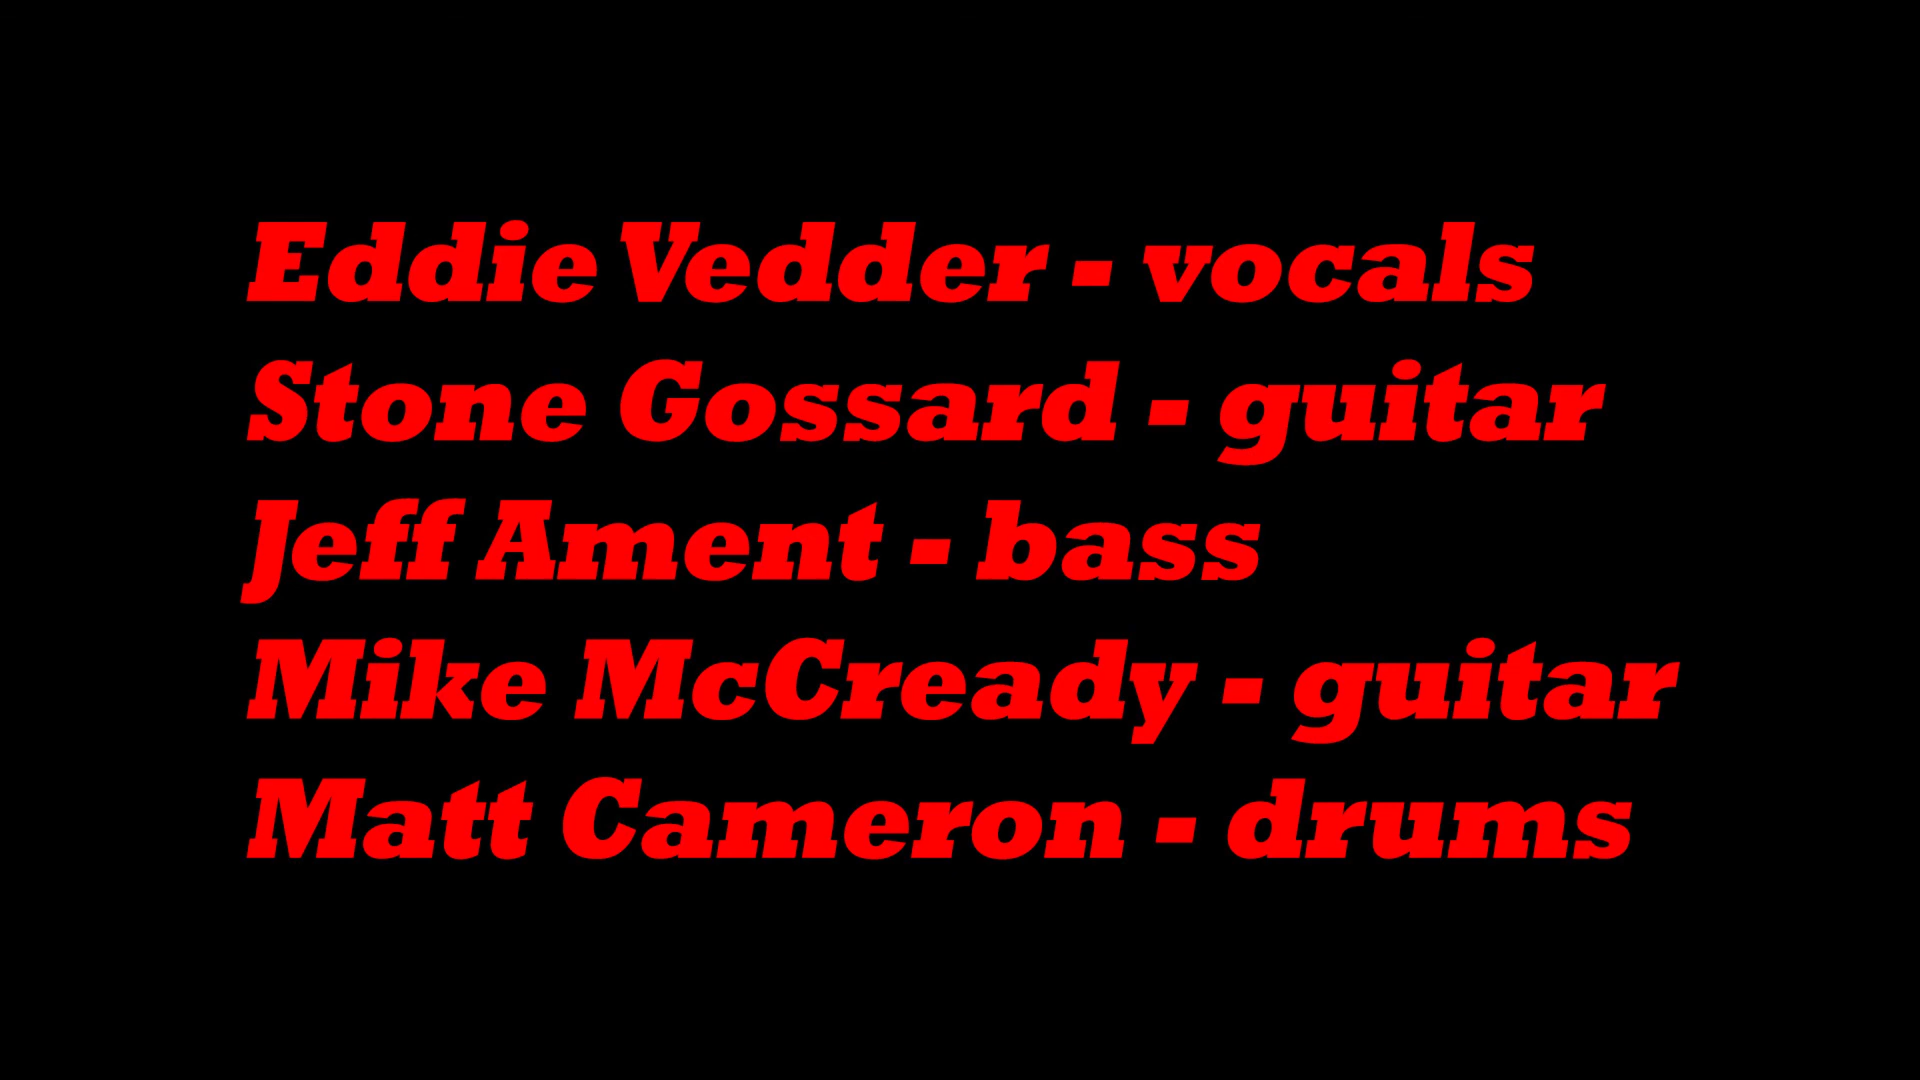 Eddie Vedder - vocals
Stone Gossard - guitar
Jeff Ament - bass
Mike McCready - guitar
Matt Cameron - drums